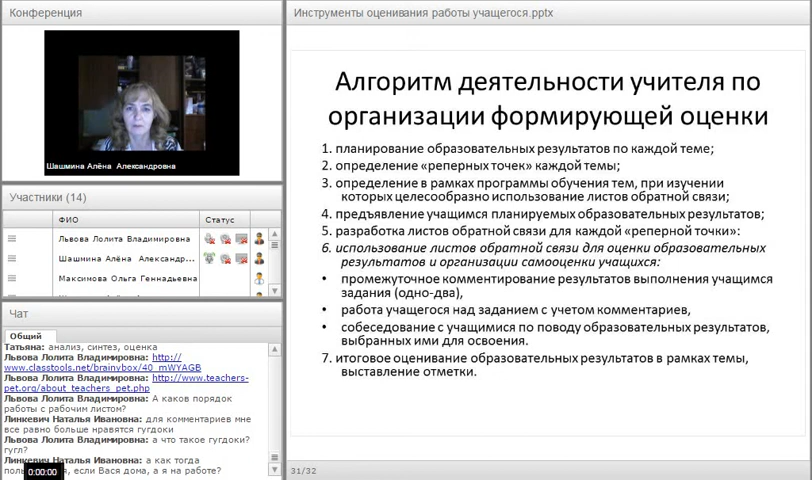 Конференция
Шашмина Алёна Александровна
Участники (14)
ФИО
Статус
Львова Лолита Владимировна
Шашмина Алёна Александр...
Максимова Ольга Геннадьевна
Чат
Общий
Татьяна: анализ, синтез, оценка
Львова Лолита Владимировна: http://
www.classtools.net/brainybox/40_mWYAGB
Львова Лолита Владимировна: http://www.teachers-
pet.org/about_teachers_pet.php
Львова Лолита Владимировна: А каков порядок
работы с рабочим листом?
Линкевич Наталья Ивановна: для комментариев мне
все равно больше нравятся гугдоки
Львова Лолита Владимировна: а что такое гугдоки?
гугл?
Линкевич Наталья Ивановна: а как тогда
если Вася дома, а я на работе?
0:00:00
Инструменты оценивания работы учащегося.pptx
Алгоритм деятельности учителя по
организации формирующей оценки
1. планирование образовательных результатов по каждой теме;
2. определение «реперных точек» каждой темы;
3. определение в рамках программы обучения тем, при изучении
которых целесообразно использование листов обратной связи;
4. предъявление учащимся планируемых образовательных результатов;
5. разработка листов обратной связи для каждой «реперной точки»:
6. использование листов обратной связи для оценки образовательных
результатов и организации самооценки учащихся:
• промежуточное комментирование результатов выполнения учащимся
задания (одно-два),
• работа учащегося над заданием с учетом комментариев,
• собеседование с учащимися по поводу образовательных результатов,
выбранных ими для освоения.
7. итоговое оценивание образовательных результатов в рамках темы,
выставление отметки.
31/32